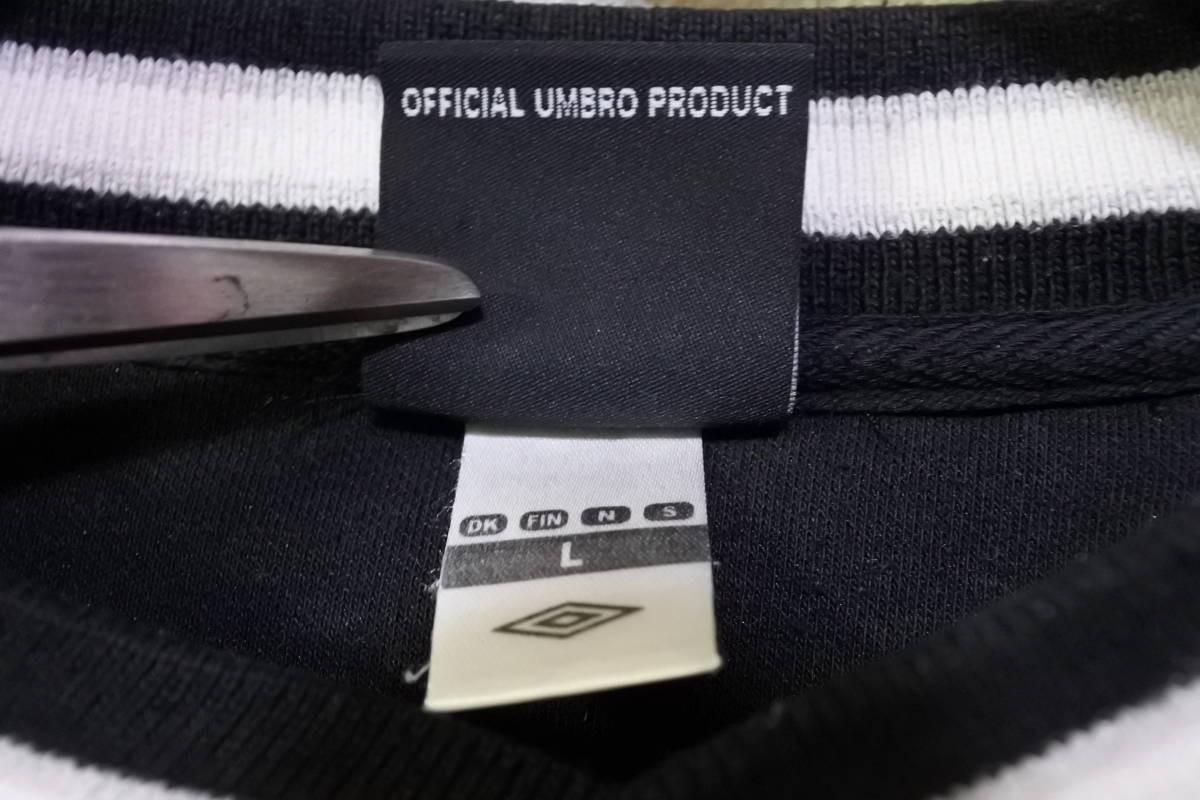 OFFICIAL UMBRO PRODUCT
DK FIN N S
L